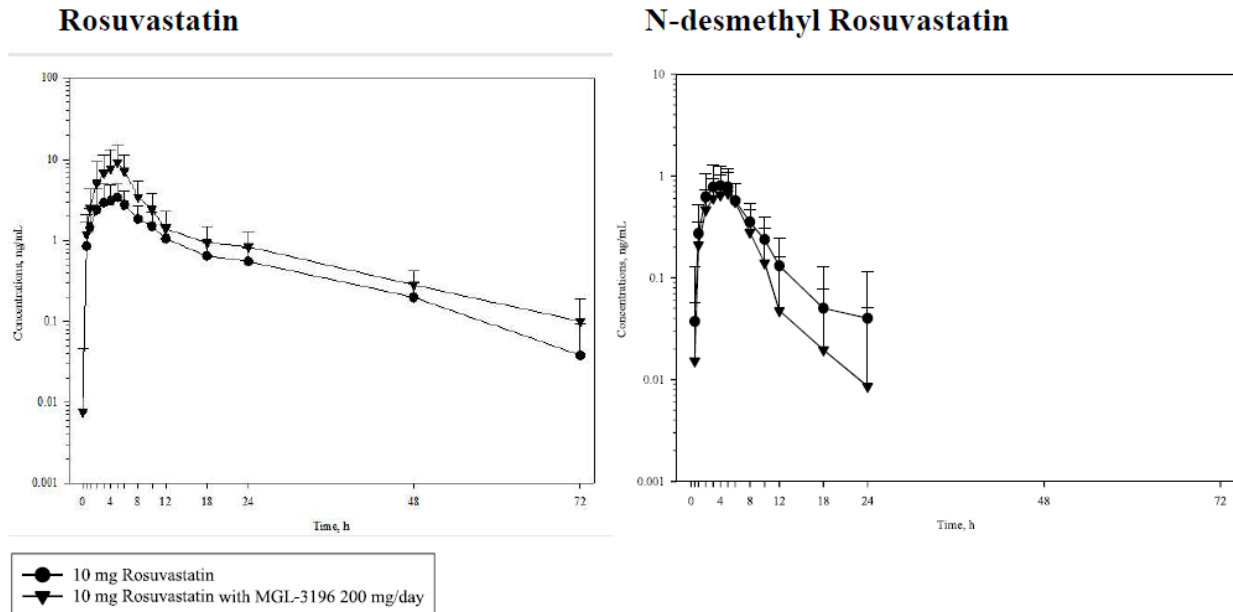 Rosuvastatin
N-desmethyl Rosuvastatin
Concentrations, ng/mL
100
10
1
0.1
0.01
0.001
0 4 8 12 18 24 48 72
Time, h
Concentrations, ng/mL
10
1
0.1
0.01
0.001
0 4 8 12 18 24 48 72
Time, h
10 mg Rosuvastatin
10 mg Rosuvastatin with MGL-3196 200 mg/day